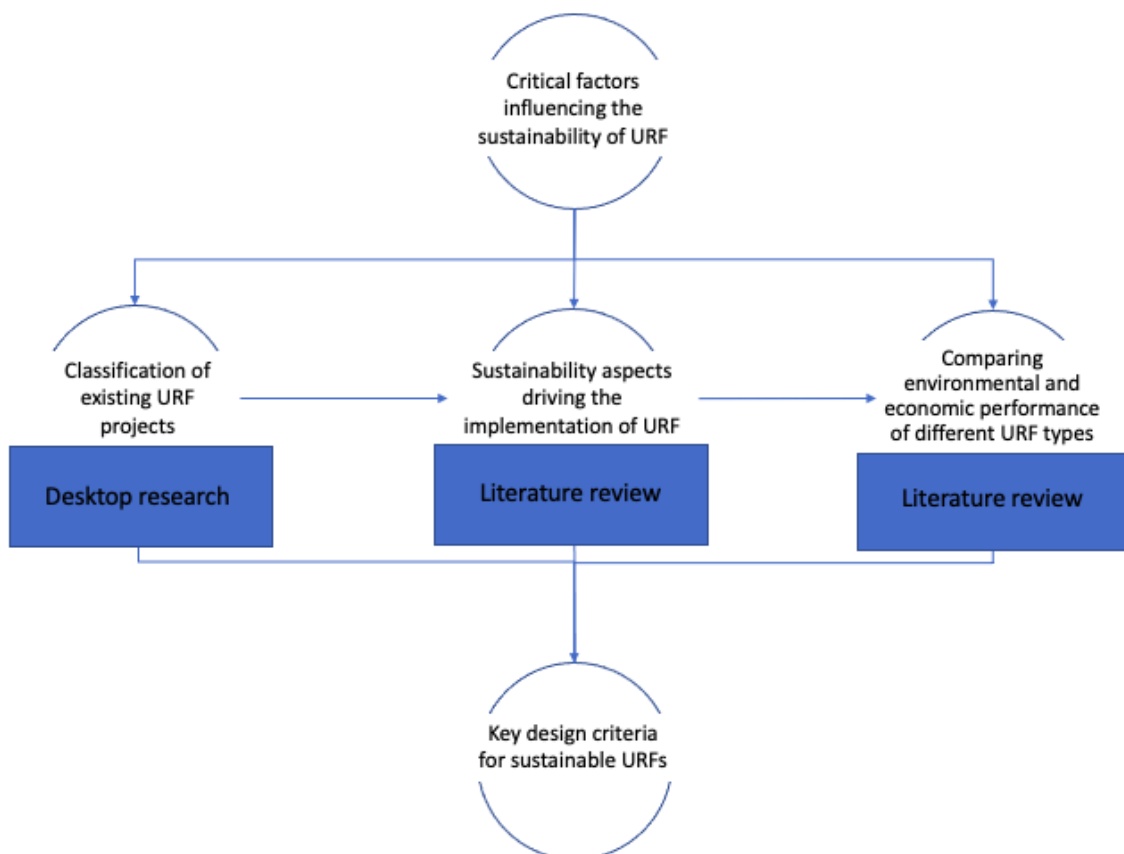 Critical factors
influencing the
sustainability of URF
Classification of
existing URF
projects
Desktop research
Sustainability aspects
driving the
implementation of URF
Literature review
Comparing
environmental and
economic performance
of different URF types
Literature review
Key design criteria
for sustainable URFs